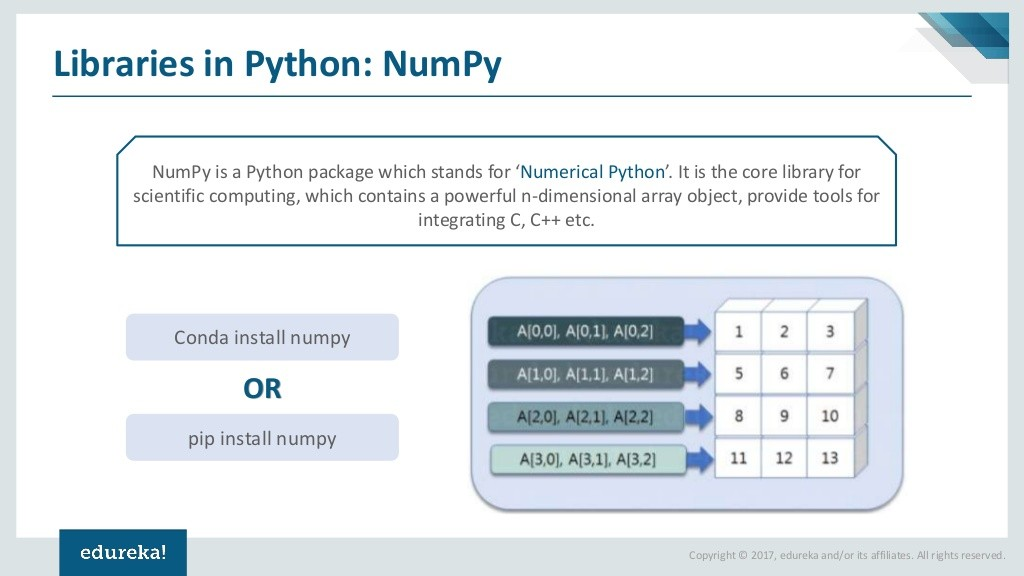 Libraries in Python: NumPy
NumPy is a Python package which stands for ‘Numerical Python’. It is the core library for
scientific computing, which contains a powerful n-dimensional array object, provide tools for
integrating C, C++ etc.
Conda install numpy
OR
pip install numpy
A[0,0], A[0,1], A[0,2] 1 2 3
A[1,0], A[1,1], A[1,2] 5 6 7
A[2,0], A[2,1], A[2,2] 8 9 10
A[3,0], A[3,1], A[3,2] 11 12 13
edureka!
Copyright © 2017, edureka and/or its affiliates. All rights reserved.